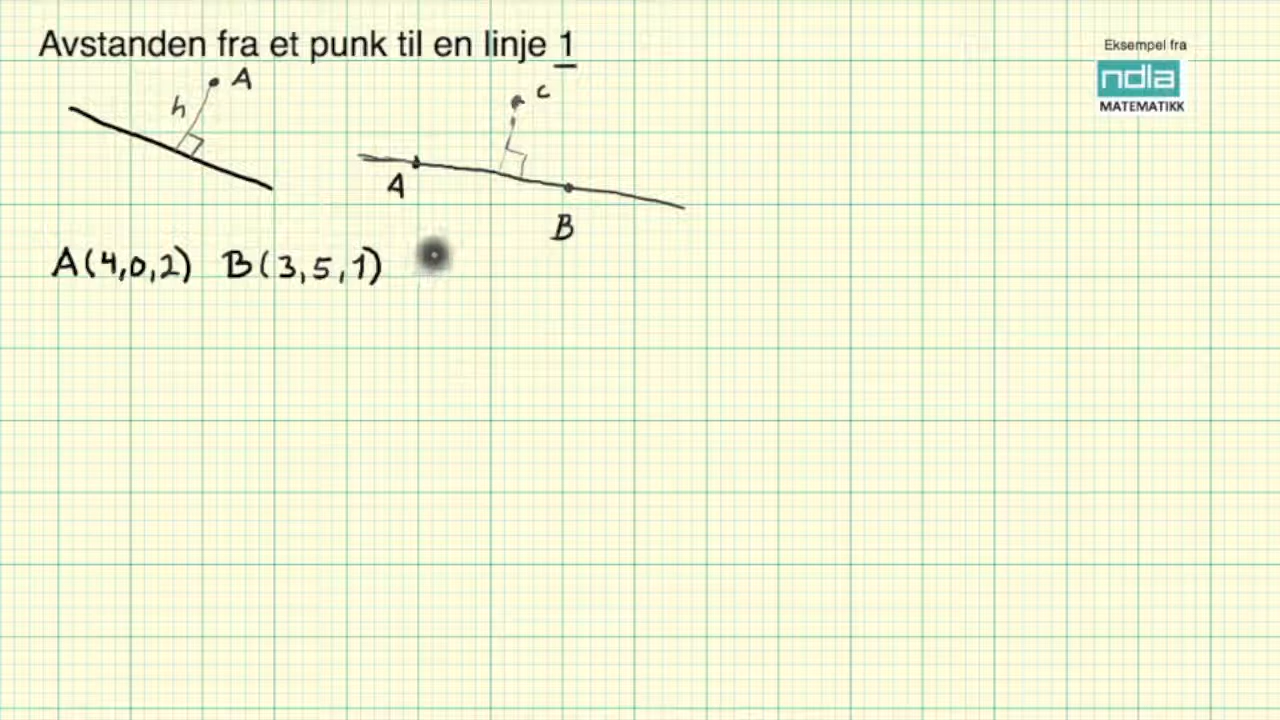 Avstanden fra et punk til en linje 1
Eksempel fra
ndla
MATEMATIKK
A
h
C
A
B
A(4,0,2) B(3,5,1)